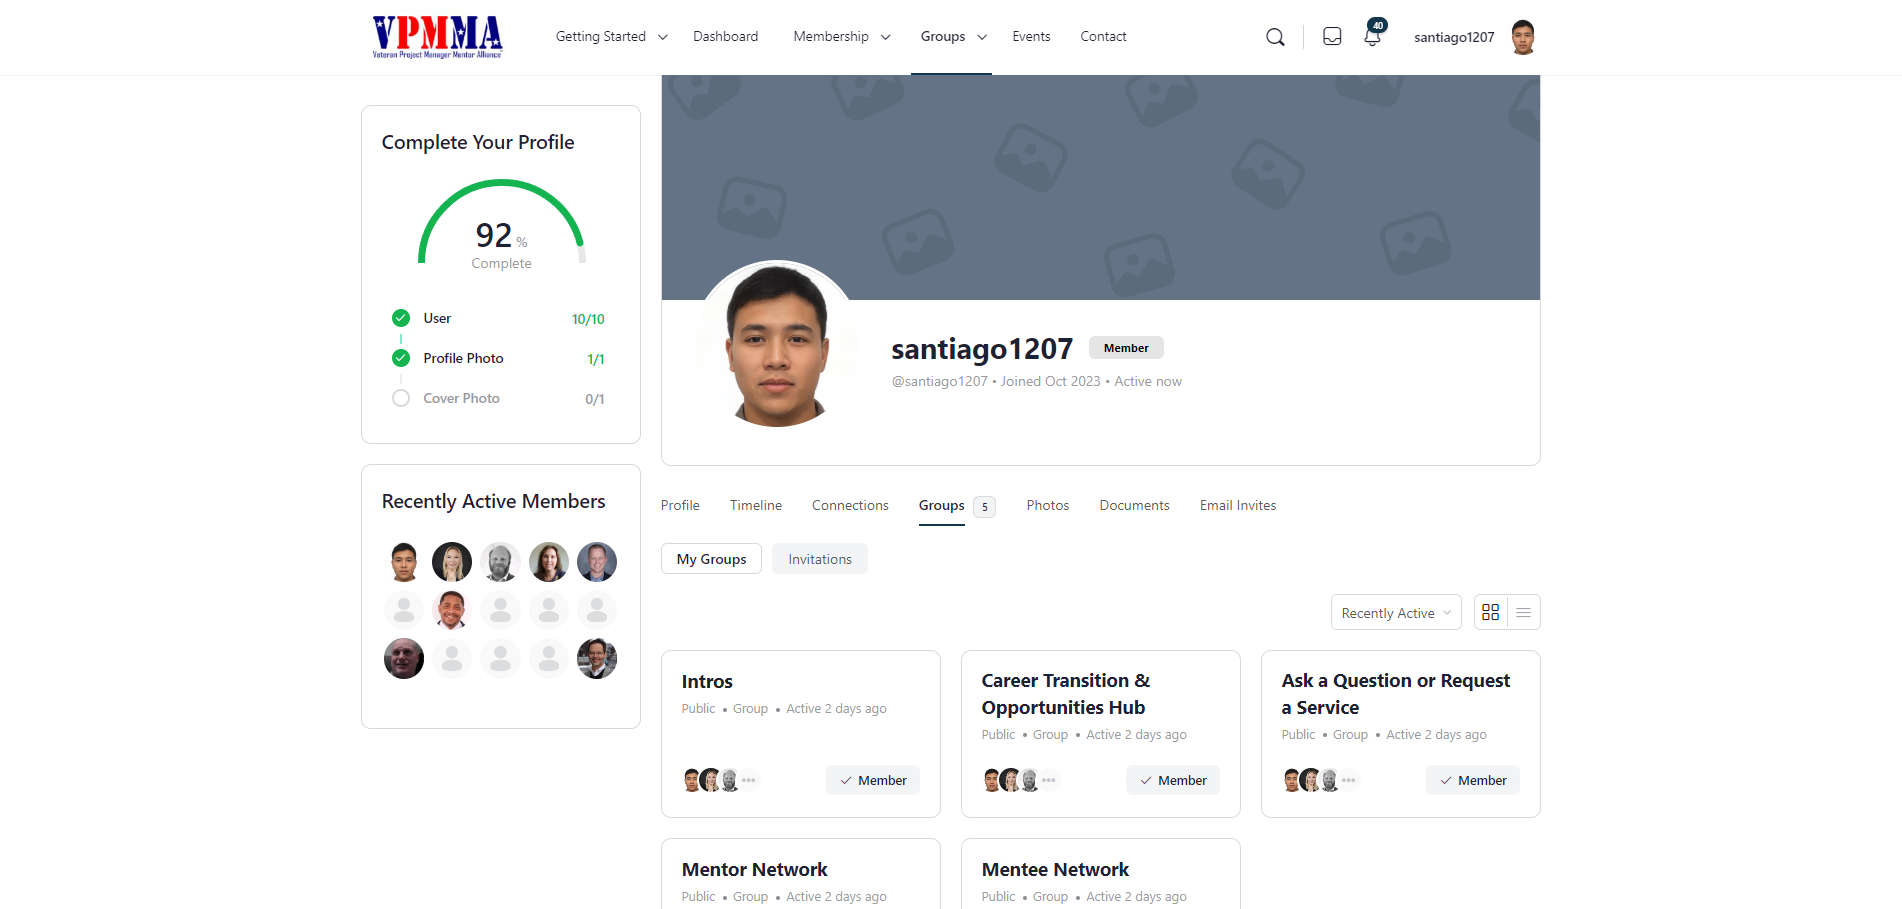 VPMMA
Veteran Project Manager Mentor Alliance
Getting Started
Dashboard
Membership
Groups
Events
Contact
40
santiago1207
Complete Your Profile
92 %
Complete
User 10/10
Profile Photo 1/1
Cover Photo 0/1
Recently Active Members
santiago1207 Member
@santiago1207 • Joined Oct 2023 • Active now
Profile Timeline Connections Groups 5 Photos Documents Email Invites
My Groups Invitations
Recently Active
Intros
Public • Group • Active 2 days ago
Member
Career Transition &
Opportunities Hub
Public • Group • Active 2 days ago
Member
Ask a Question or Request
a Service
Public • Group • Active 2 days ago
Member
Mentor Network
Public • Group • Active 2 days ago
Mentee Network
Public • Group • Active 2 days ago